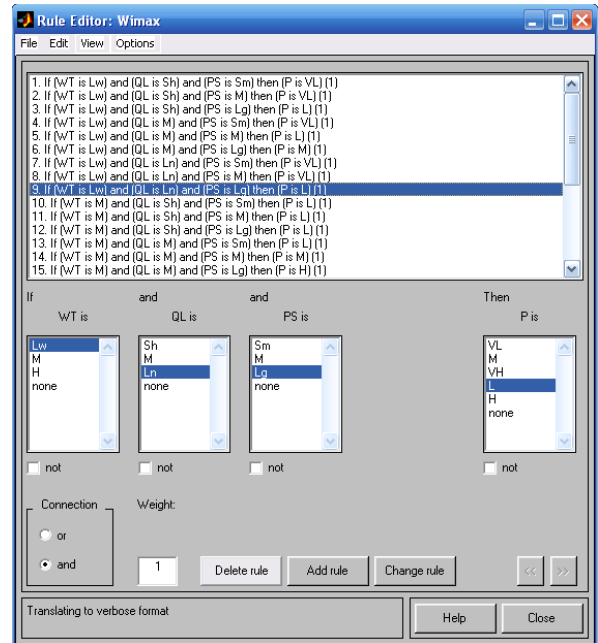 Rule Editor: Wimax
File Edit View Options
1. If (WT is Lw) and (QL is Sh) and (PS is Sm) then (P is VL) (1)
2. If (WT is Lw) and (QL is Sh) and (PS is M) then (P is VL) (1)
3. If (WT is Lw) and (QL is Sh) and (PS is Lg) then (P is L) (1)
4. If (WT is Lw) and (QL is M) and (PS is Sm) then (P is VL) (1)
5. If (WT is Lw) and (QL is M) and (PS is M) then (P is L) (1)
6. If (WT is Lw) and (QL is M) and (PS is Lg) then (P is M) (1)
7. If (WT is Lw) and (QL is Ln) and (PS is Sm) then (P is VL) (1)
8. If (WT is Lw) and (QL is Ln) and (PS is M) then (P is VL) (1)
9. If (WT is Lw) and (QL is Ln) and (PS is Lg) then (P is L) (1)
10. If (WT is M) and (QL is Sh) and (PS is Sm) then (P is L) (1)
11. If (WT is M) and (QL is Sh) and (PS is M) then (P is L) (1)
12. If (WT is M) and (QL is Sh) and (PS is Lg) then (P is L) (1)
13. If (WT is M) and (QL is M) and (PS is Sm) then (P is L) (1)
14. If (WT is M) and (QL is M) and (PS is M) then (P is M) (1)
15. If (WT is M) and (QL is M) and (PS is Lg) then (P is H) (1)
If and and Then
WT is QL is PS is P is
Lw Sh Sm VL
M M M M
H Ln Lg VH
none none none L
H
none
not not not not
Connection Weight:
or
and 1 Delete rule Add rule Change rule << >>
Translating to verbose format Help Close